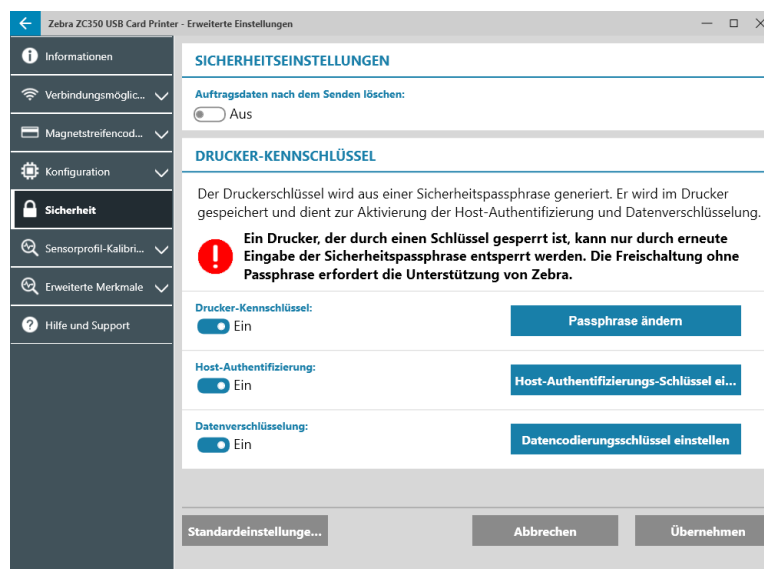 Zebra ZC350 USB Card Printer - Erweiterte Einstellungen
Informationen
Verbindungsmöglic...
Magnetstreifencod...
Konfiguration
Sicherheit
Sensorprofil-Kalibri...
Erweiterte Merkmale
Hilfe und Support
SICHERHEITSEINSTELLUNGEN
Auftragsdaten nach dem Senden löschen:
Aus
DRUCKER-KENNSCHLÜSSEL
Der Druckerschlüssel wird aus einer Sicherheitspassphrase generiert. Er wird im Drucker
gespeichert und dient zur Aktivierung der Host-Authentifizierung und Datenverschlüsselung.
Ein Drucker, der durch einen Schlüssel gesperrt ist, kann nur durch erneute
Eingabe der Sicherheitspassphrase entsperrt werden. Die Freischaltung ohne
Passphrase erfordert die Unterstützung von Zebra.
Drucker-Kennschlüssel:
Ein
Passphrase ändern
Host-Authentifizierung:
Ein
Host-Authentifizierungs-Schlüssel ei...
Datenverschlüsselung:
Ein
Datencodierungsschlüssel einstellen
Standardeinstellunge...
Abbrechen
Übernehmen